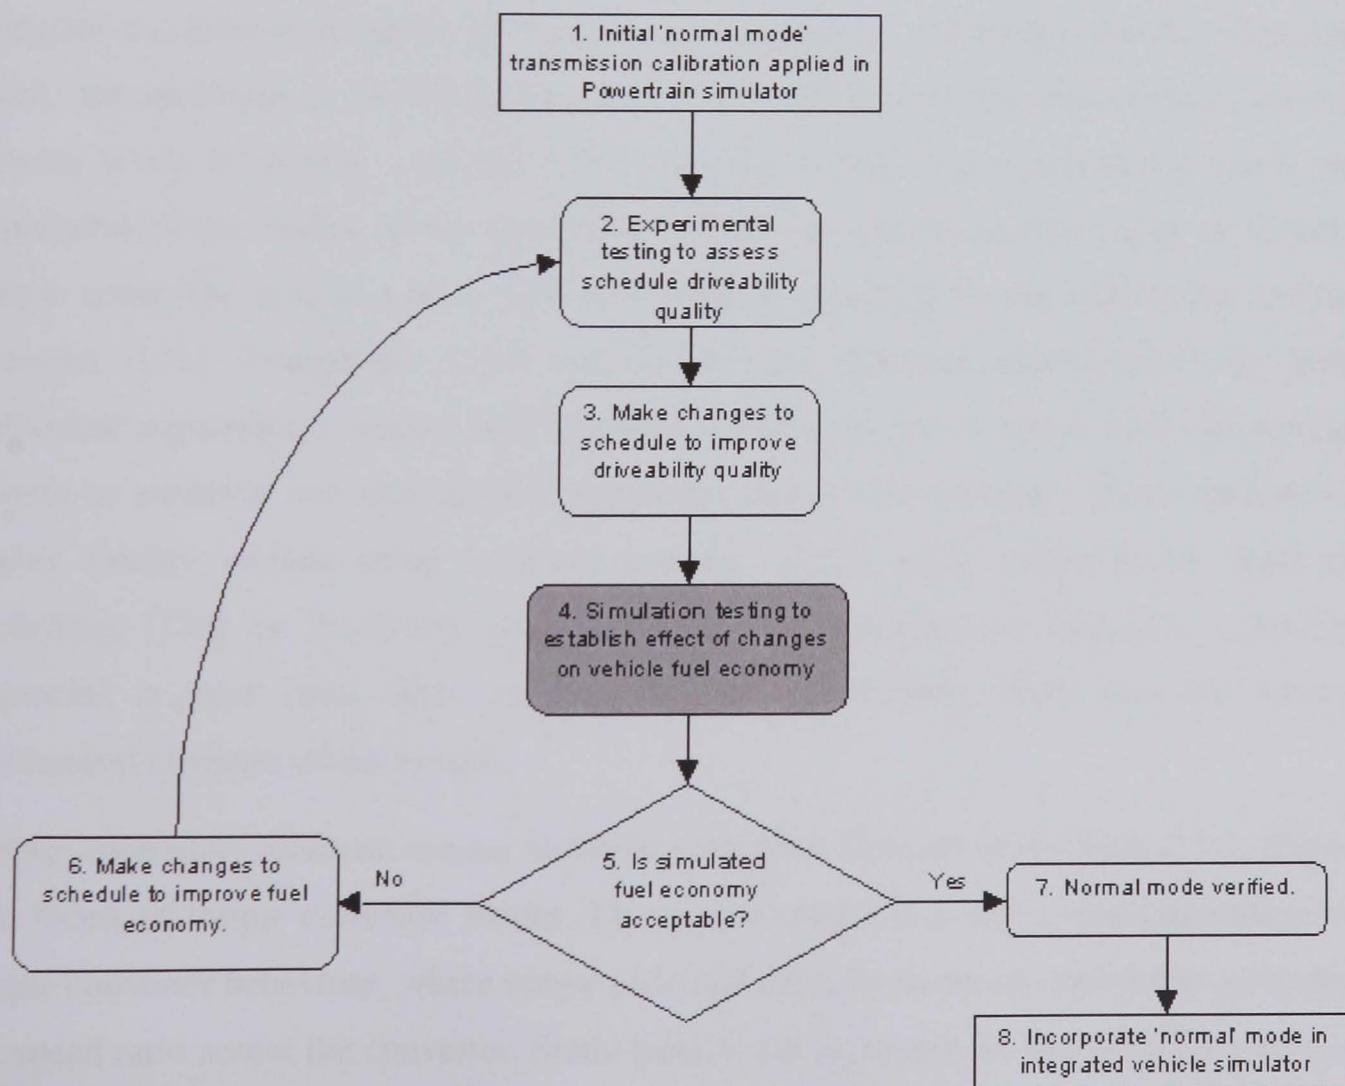 1. Initial 'normal mode'
transmission calibration applied in
Powertrain simulator
2. Experimental
testing to assess
schedule driveability
quality
3. Make changes to
schedule to improve
driveability quality
4. Simulation testing to
establish effect of changes
on vehicle fuel economy
5. Is simulated
fuel economy
acceptable?
No
Yes
6. Make changes to
schedule to improve fuel
economy.
7. Normal mode verified.
8. Incorporate 'normal' mode in
integrated vehicle simulator